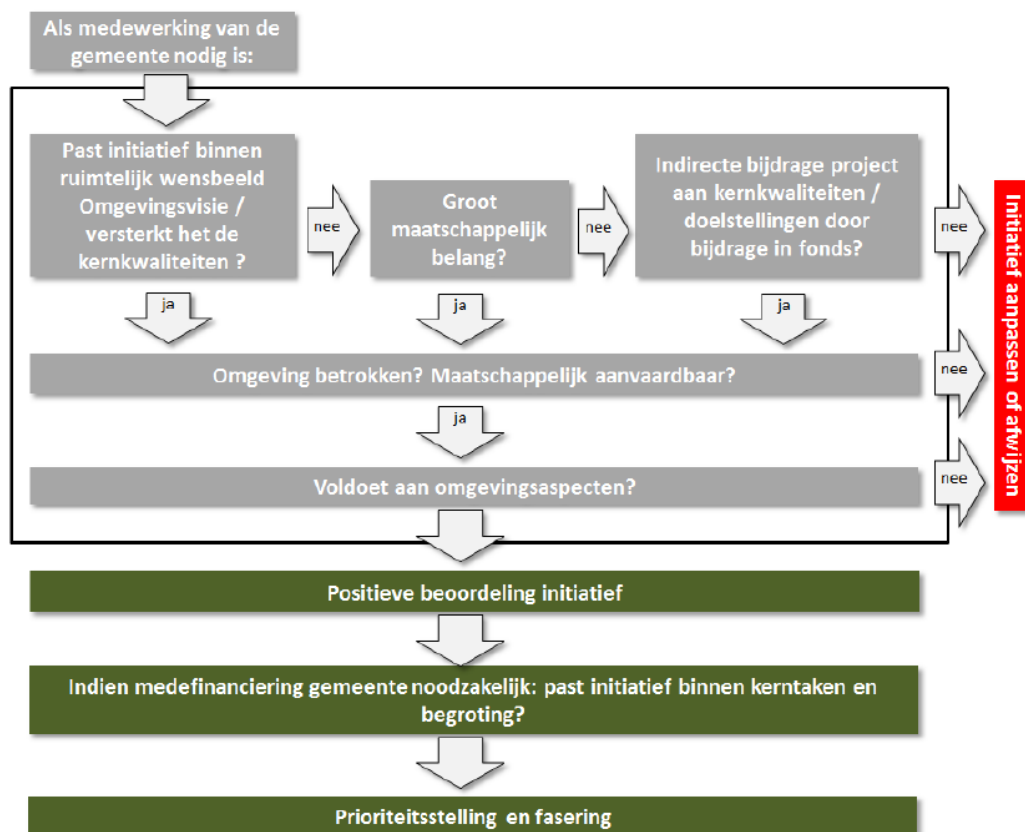 Als medewerking van de
gemeente nodig is:
Past initiatief binnen
ruimtelijk wensbeeld
Omgevingsvisie /
versterkt het de
kernkwaliteiten ?
nee
Groot
maatschappelijk
belang?
nee
Indirecte bijdrage project
aan kernkwaliteiten /
doelstellingen door
bijdrage in fonds?
nee
Initiatief aanpassen of afwijzen
ja
ja
ja
Omgeving betrokken? Maatschappelijk aanvaardbaar?
nee
ja
Voldoet aan omgevingsaspecten?
nee
Positieve beoordeling initiatief
Indien medefinanciering gemeente noodzakelijk: past initiatief binnen kerntaken en
begroting?
Prioriteitsstelling en fasering